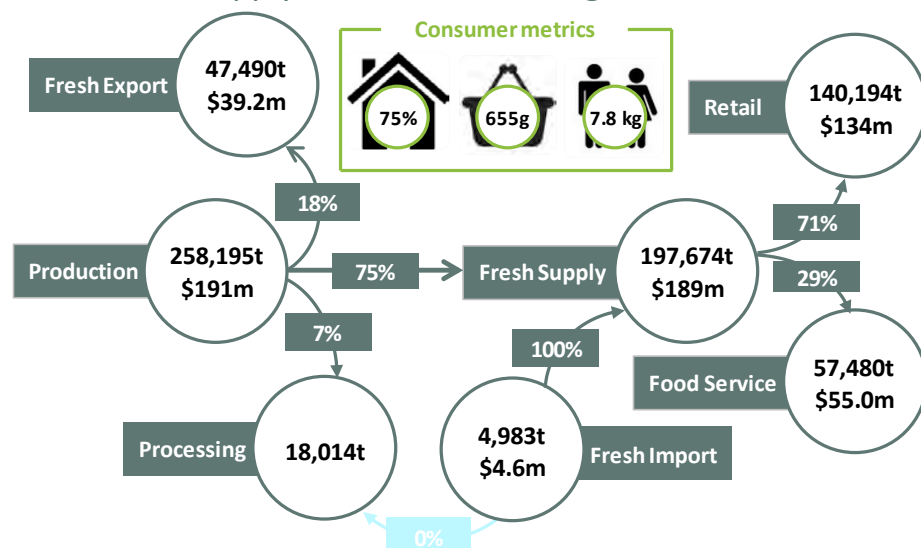 Consumer metrics
75%
655g
7.8 kg
Fresh Export
47,490t
$39.2m
Retail
140,194t
$134m
18%
71%
Production
258,195t
$191m
75%
Fresh Supply
197,674t
$189m
29%
7%
100%
Food Service
57,480t
$55.0m
Processing
18,014t
4,983t
$4.6m
Fresh Import
0%